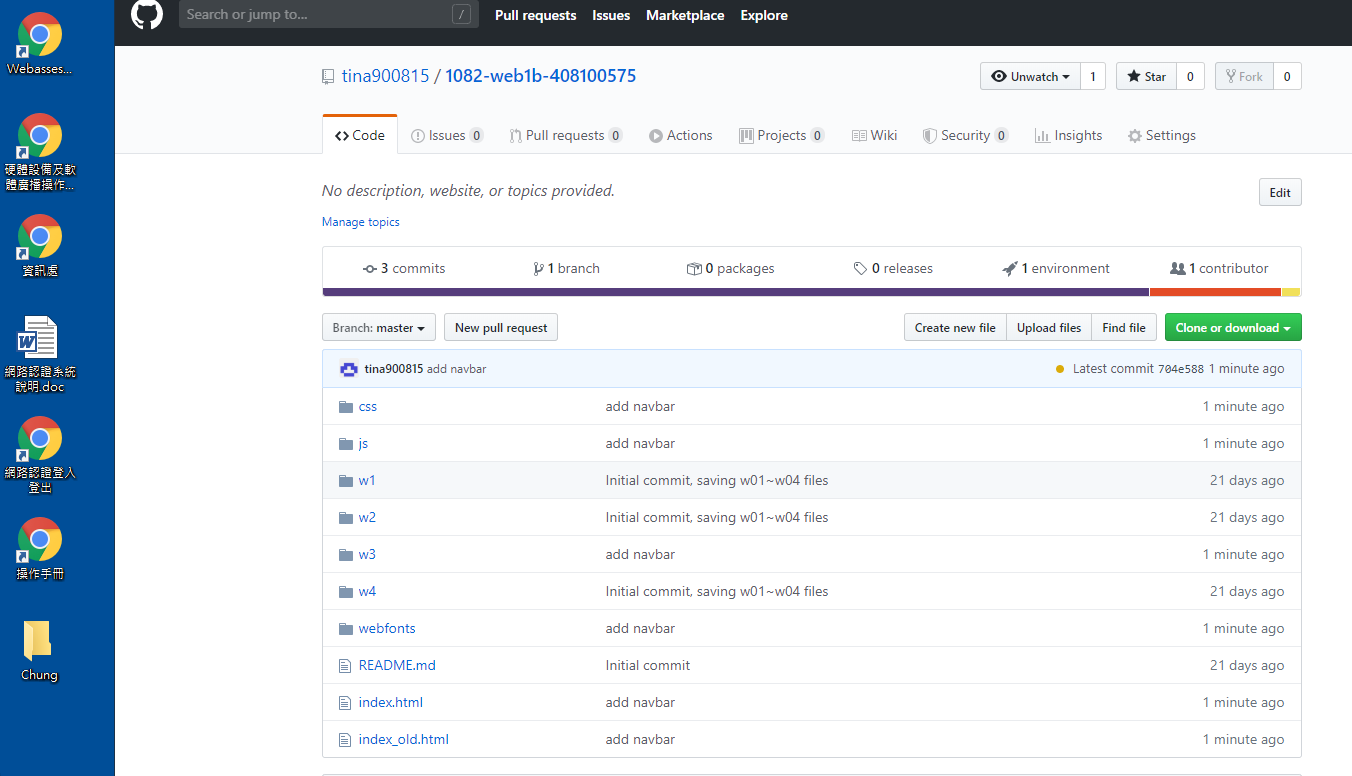 Webasses...
硬體設備及軟
體廣播操作...
資訊處
網路認證系統
說明.doc
網路認證登入
登出
操作手冊
Chung
Search or jump to... / Pull requests Issues Marketplace Explore
tina900815 / 1082-web1b-408100575 Unwatch 1 Star 0 Fork 0
Code Issues 0 Pull requests 0 Actions Projects 0 Wiki Security 0 Insights Settings
No description, website, or topics provided. Edit
Manage topics
3 commits 1 branch 0 packages 0 releases 1 environment 1 contributor
Branch: master New pull request Create new file Upload files Find file Clone or download
tina900815 add navbar Latest commit 704e588 1 minute ago
css add navbar 1 minute ago
js add navbar 1 minute ago
w1 Initial commit, saving w01~w04 files 21 days ago
w2 Initial commit, saving w01~w04 files 21 days ago
w3 add navbar 1 minute ago
w4 Initial commit, saving w01~w04 files 21 days ago
webfonts add navbar 1 minute ago
README.md Initial commit 21 days ago
index.html add navbar 1 minute ago
index_old.html add navbar 1 minute ago